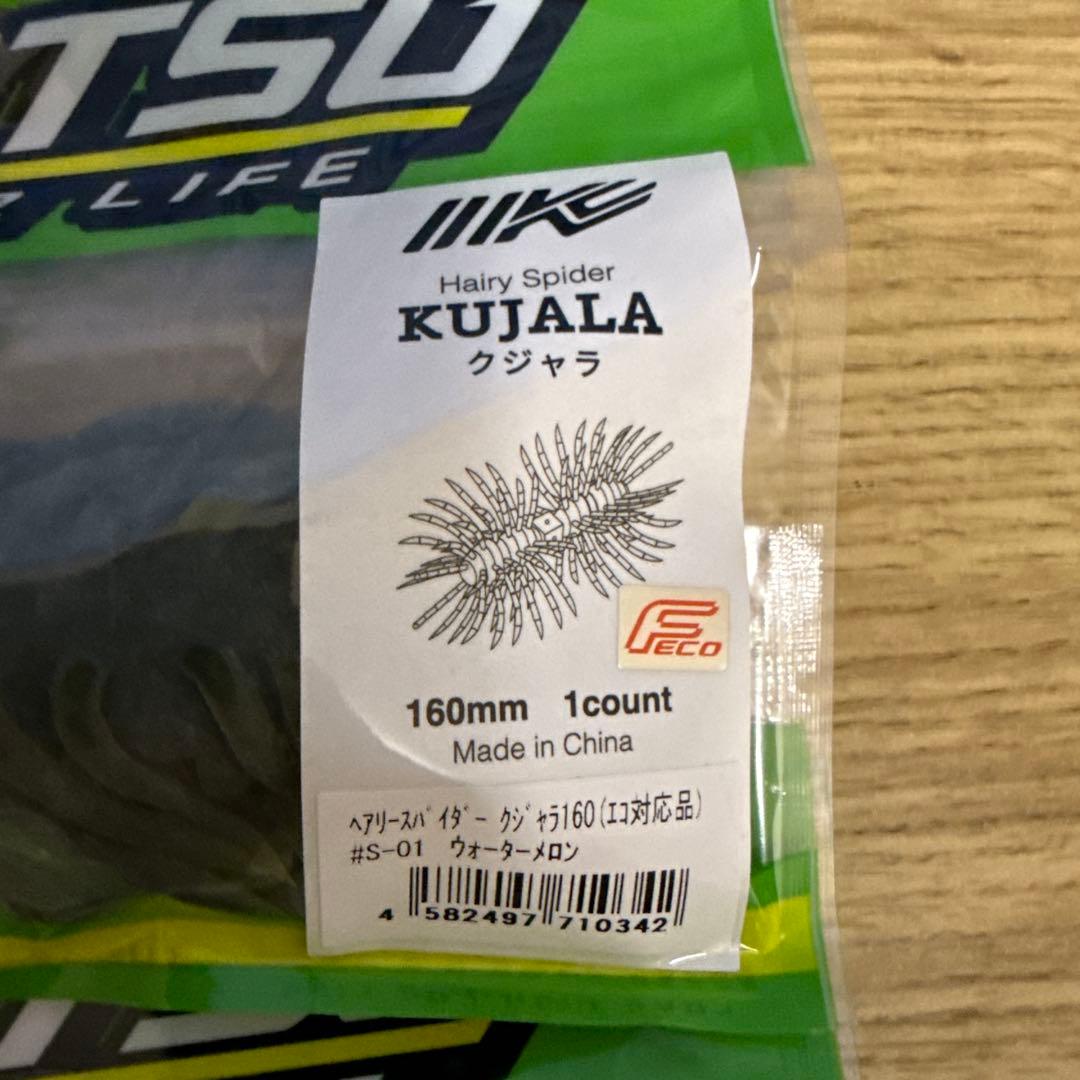 TSU
LIFE
Hairy Spider
KUJALA
クジャラ
FECO
160mm 1count
Made in China
ヘアリースパイダー クジャラ160(エコ対応品)
#S-01 ウォーターメロン
4 582497 710342